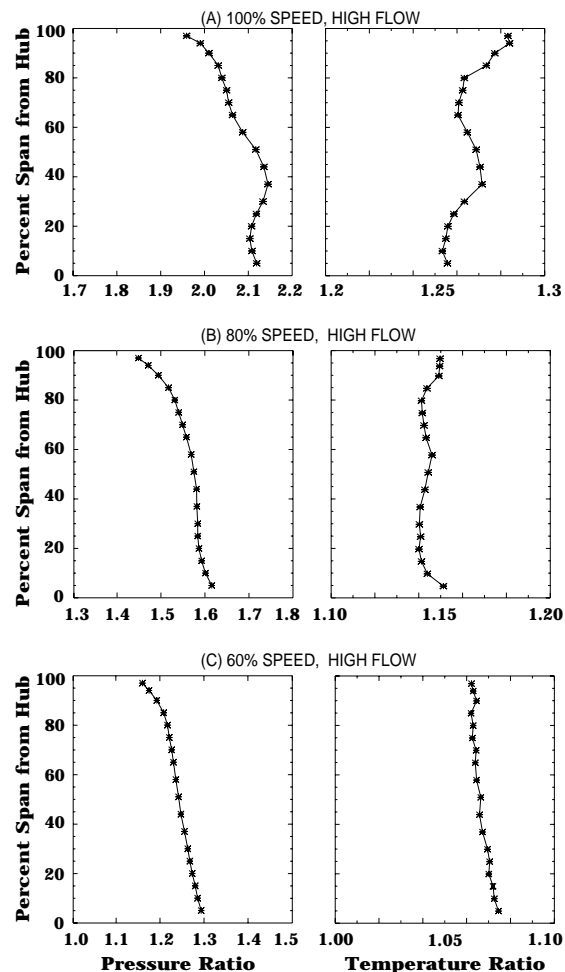 (A) 100% SPEED, HIGH FLOW
Percent Span from Hub
100
80
60
40
20
0
1.7 1.8 1.9 2.0 2.1 2.2
1.2 1.2 1.25 1.3
(B) 80% SPEED, HIGH FLOW
Percent Span from Hub
100
80
60
40
20
0
1.3 1.4 1.5 1.6 1.7 1.8
1.10 1.15 1.20
(C) 60% SPEED, HIGH FLOW
Percent Span from Hub
100
80
60
40
20
0
1.0 1.1 1.2 1.3 1.4 1.5
1.00 1.05 1.10
Pressure Ratio
Temperature Ratio